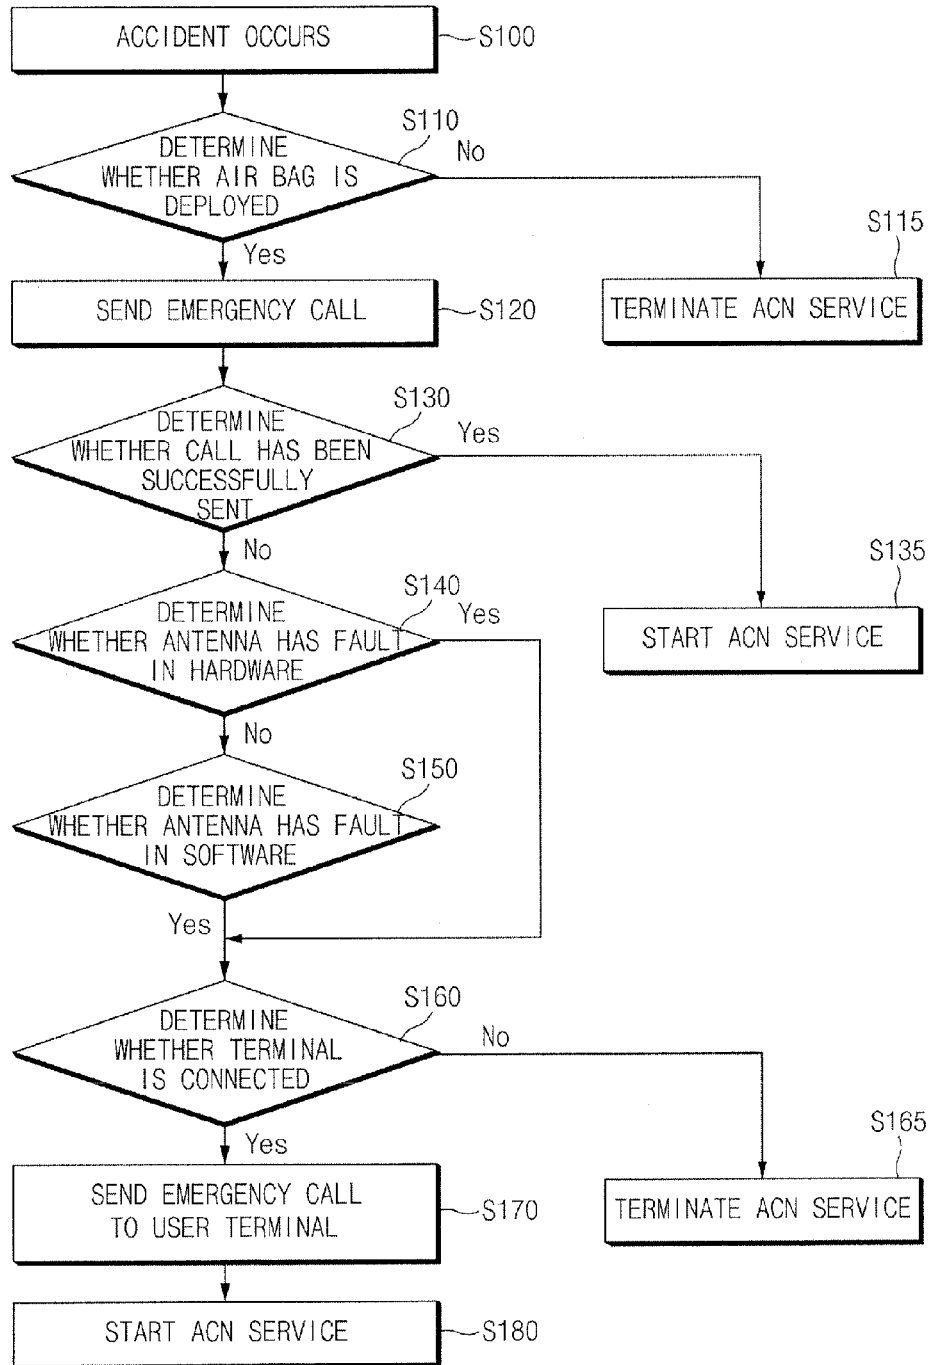 ACCIDENT OCCURS
S100
S110
DETERMINE
WHETHER AIR BAG IS
DEPLOYED
No
Yes
S115
TERMINATE ACN SERVICE
SEND EMERGENCY CALL
S120
S130
DETERMINE
WHETHER CALL HAS BEEN
SUCCESSFULLY
SENT
Yes
No
S135
START ACN SERVICE
S140
DETERMINE
WHETHER ANTENNA HAS FAULT
IN HARDWARE
Yes
No
S150
DETERMINE
WHETHER ANTENNA HAS FAULT
IN SOFTWARE
Yes
S160
DETERMINE
WHETHER TERMINAL
IS CONNECTED
No
Yes
S165
TERMINATE ACN SERVICE
SEND EMERGENCY CALL
TO USER TERMINAL
S170
START ACN SERVICE
S180